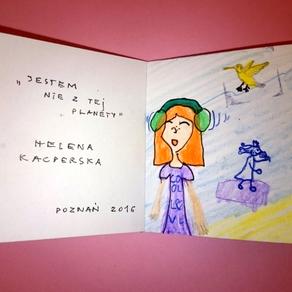 „JESTEM
NIE Z TEJ
PLANETY"
HELENA
KACPERSKA
POZNAŃ 2016